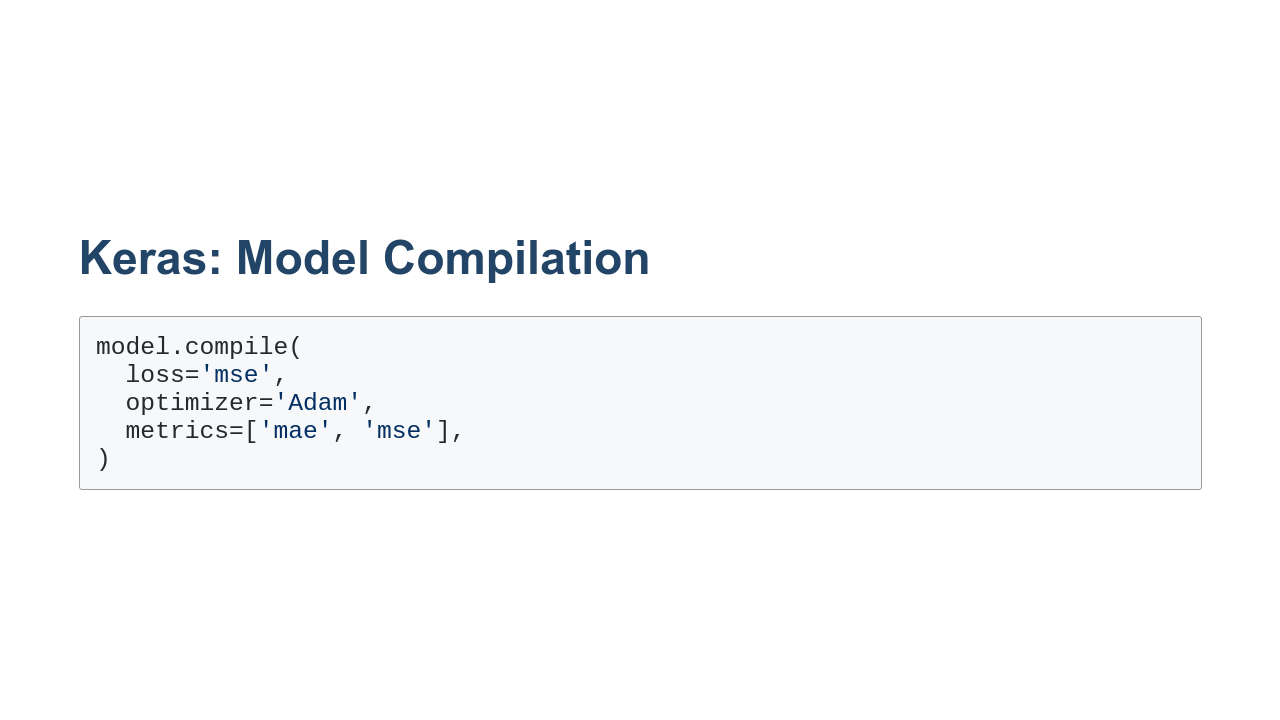 Keras: Model Compilation
model.compile(
  loss='mse',
  optimizer='Adam',
  metrics=['mae', 'mse'],
)